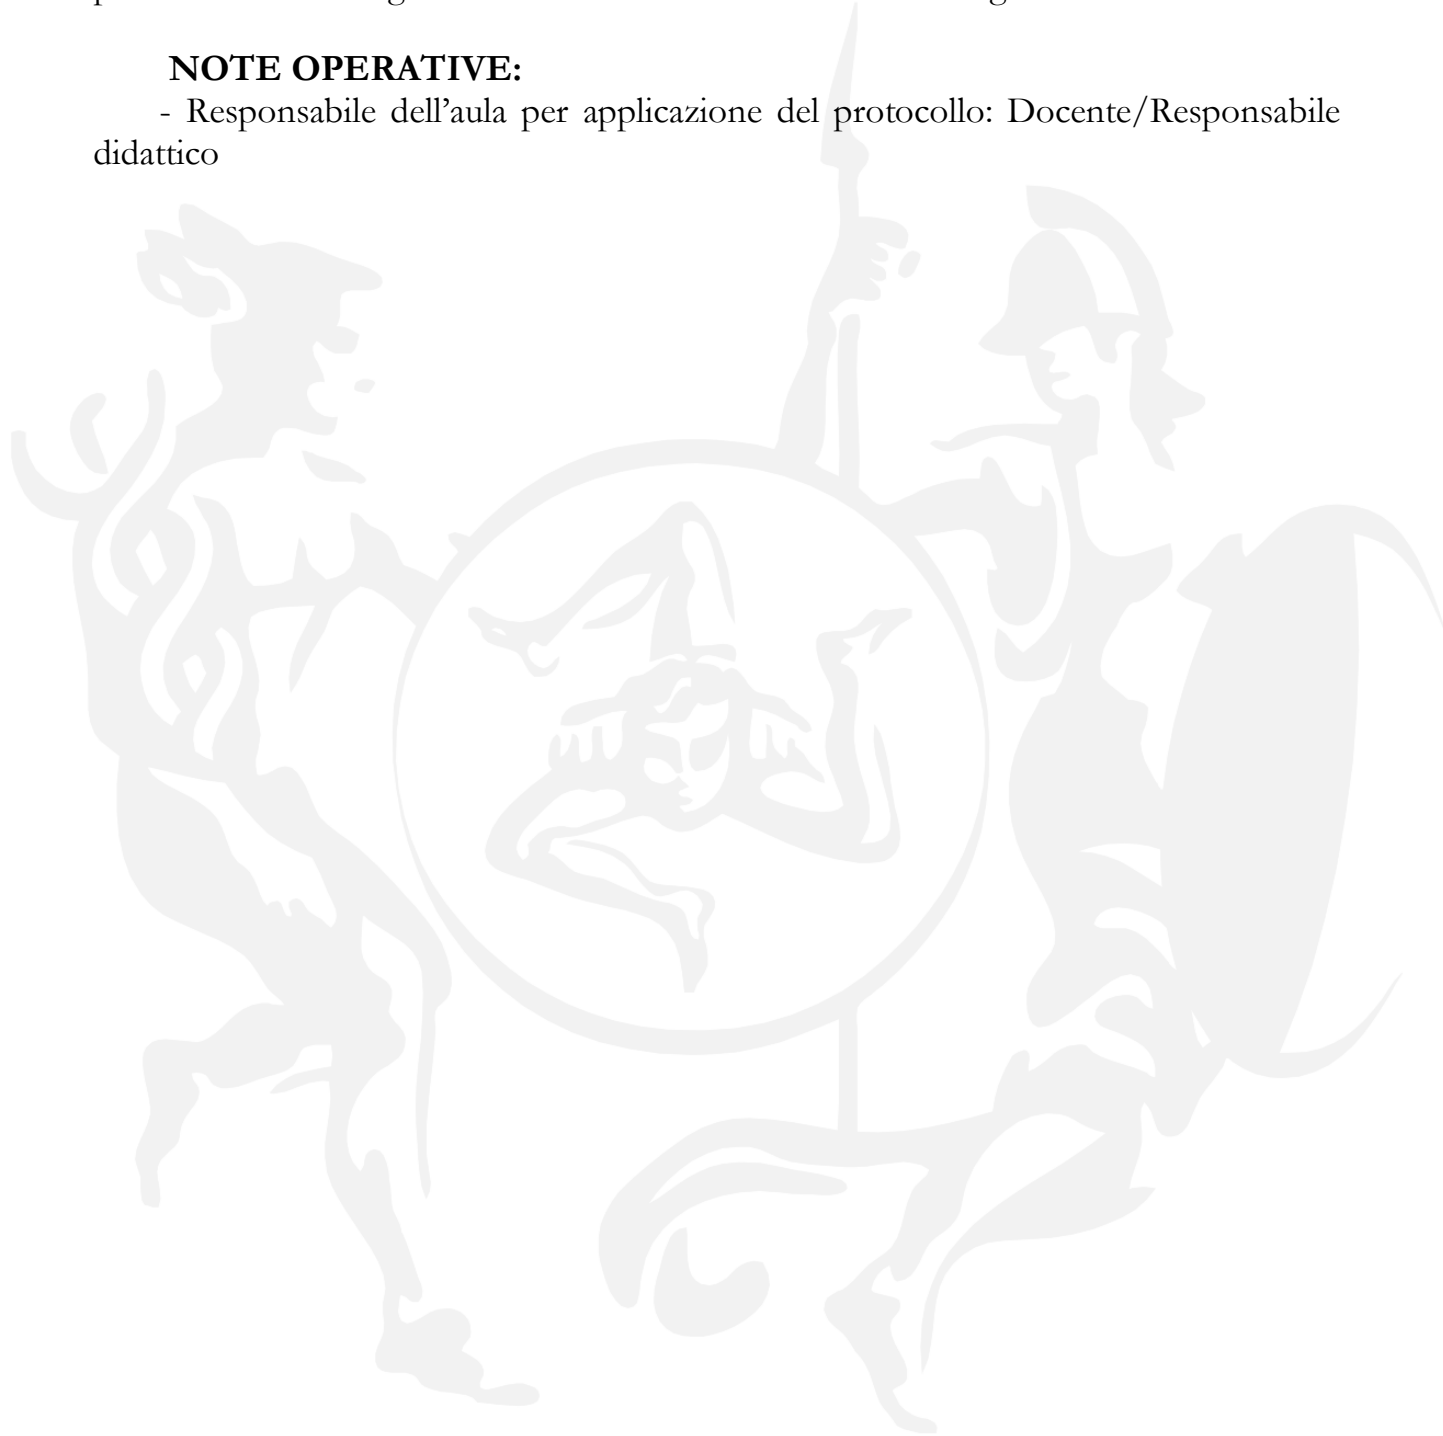 NOTE OPERATIVE:
- Responsabile dell’aula per applicazione del protocollo: Docente/Responsabile
didattico